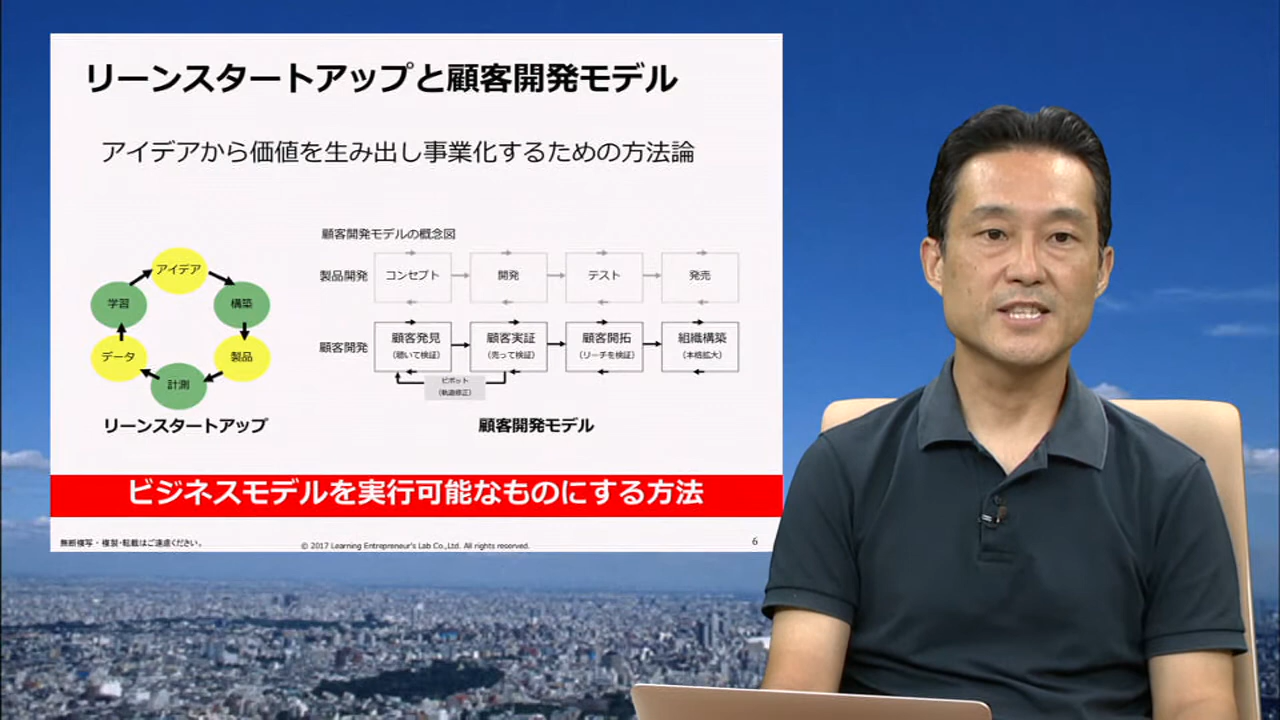 リーンスタートアップと顧客開発モデル
アイデアから価値を生み出し事業化するための方法論
アイデア
構築
製品
計測
データ
学習
リーンスタートアップ
顧客開発モデルの概念図
製品開発
コンセプト
開発
テスト
発売
顧客開発
顧客発見
(聴いて検証)
顧客実証
(売って検証)
顧客開拓
(リーチを検証)
組織構築
(本格拡大)
ピボット
(軌道修正)
顧客開発モデル
ビジネスモデルを実行可能なものにする方法
無断複写・複製・転載はご遠慮ください。
© 2017 Learning Entrepreneur's Lab Co.,Ltd. All rights reserved.
6